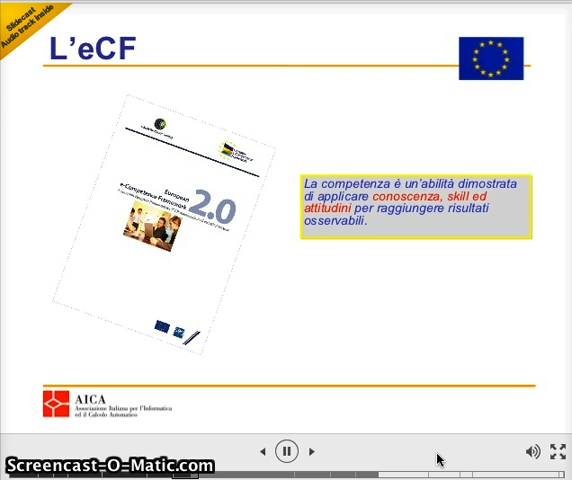 Slidecast
Audio track inside
L'eCF
European
e-Competence Framework 2.0
La competenza è un'abilità dimostrata
di applicare conoscenza, skill ed
attitudini per raggiungere risultati
osservabili.
AICA
Associazione Italiana per l'Informatica
ed il Calcolo Automatico
Screencast-O-Matic.com